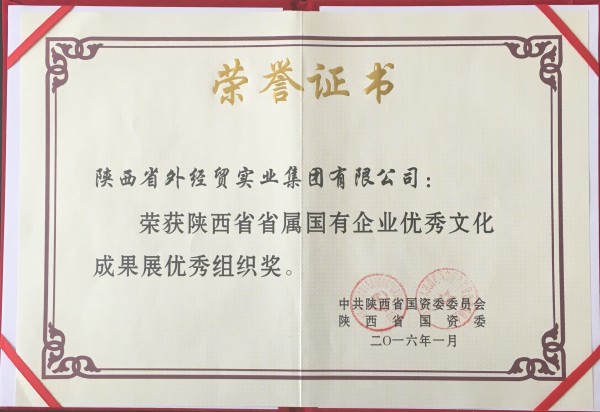 荣誉证书
陕西省外经贸实业集团有限公司：
荣获陕西省省属国有企业优秀文化
成果展优秀组织奖。
中共陕西省国资委委员会
陕西省国资委
二〇一六年一月